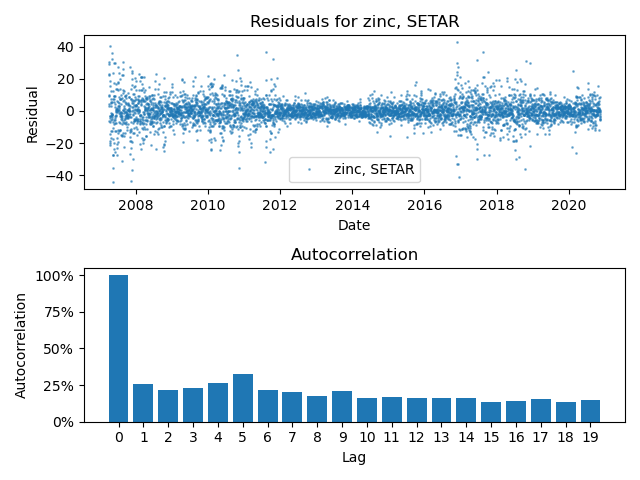 Residuals for zinc, SETAR
40
20
0
−20
−40
Residual
zinc, SETAR
2008 2010 2012 2014 2016 2018 2020
Date
Autocorrelation
100%
75%
50%
25%
0%
Autocorrelation
0 1 2 3 4 5 6 7 8 9 10 11 12 13 14 15 16 17 18 19
Lag